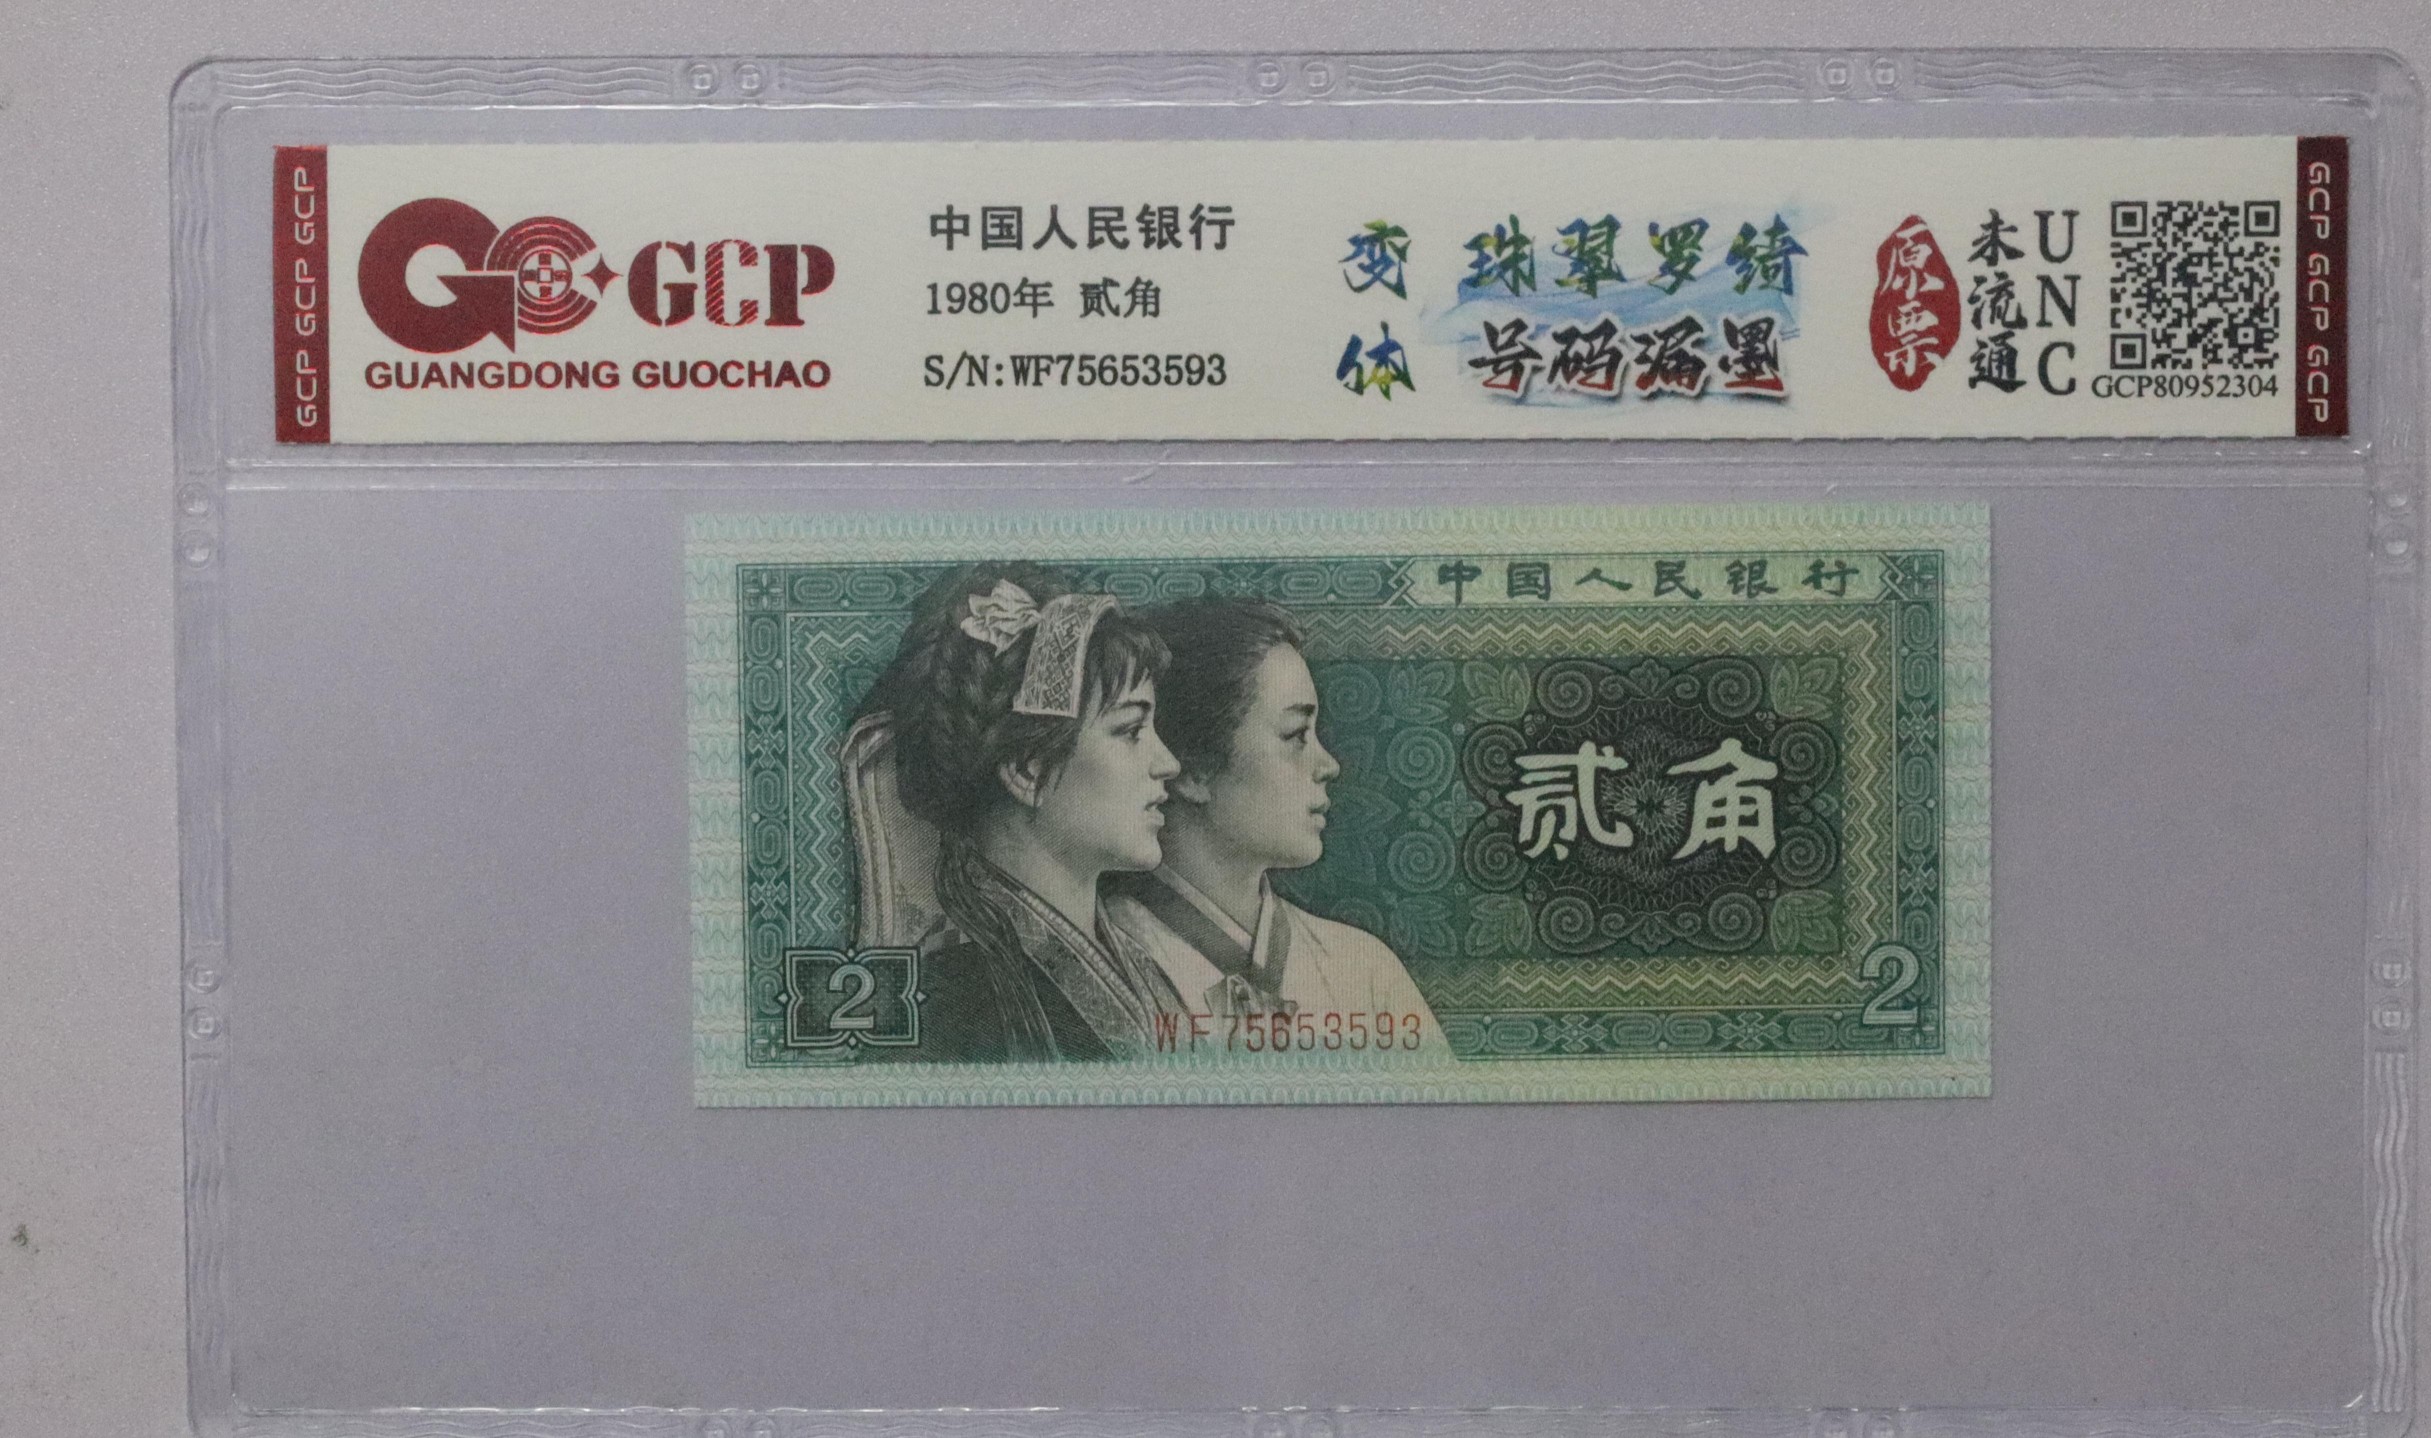 GCP GCP GCP
GCP
GUANGDONG GUOCHAO
中国人民银行
1980年 贰角
S/N:WF75653593
变体
珠翠罗绮
号码漏墨
原票
未流通
UNC
GCP80952304
GCP GCP GCP
中国人民银行
贰角
2
2
WF75653593